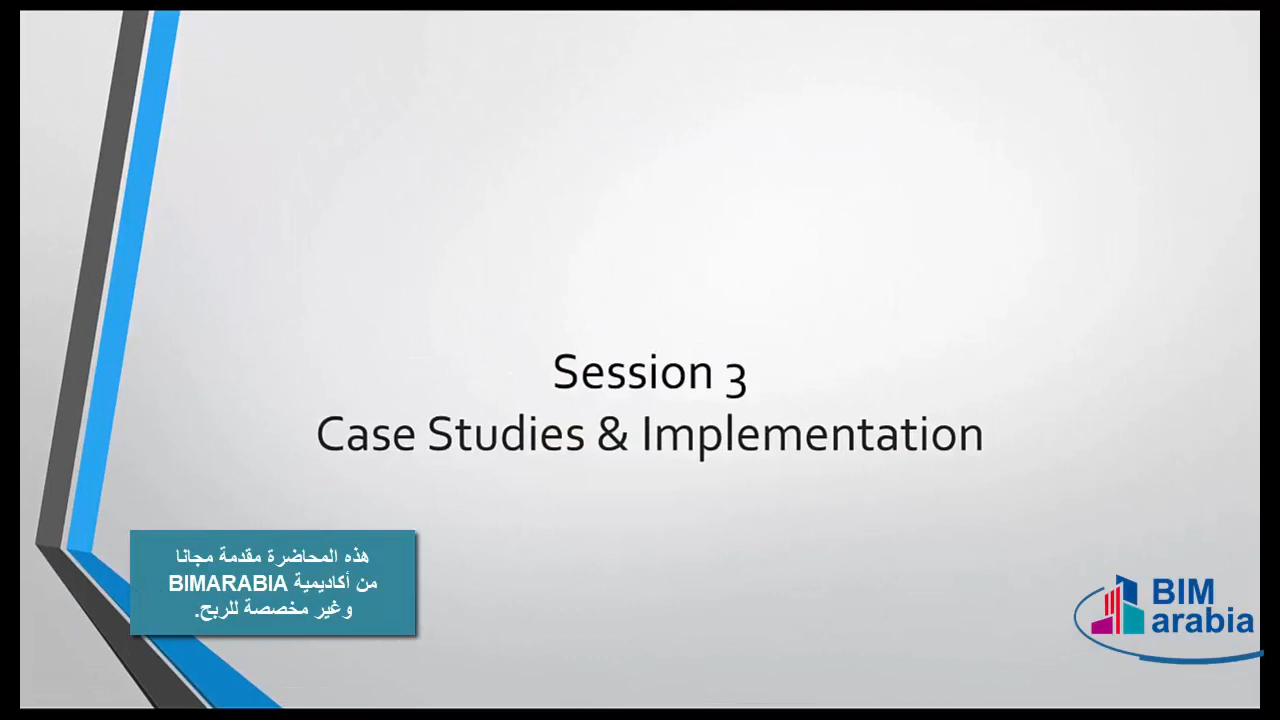 Session 3
Case Studies & Implementation
هذه المحاضرة مقدمة مجانا
من أكاديمية BIMARABIA
وغير مخصصة للربح.
BIM
arabia